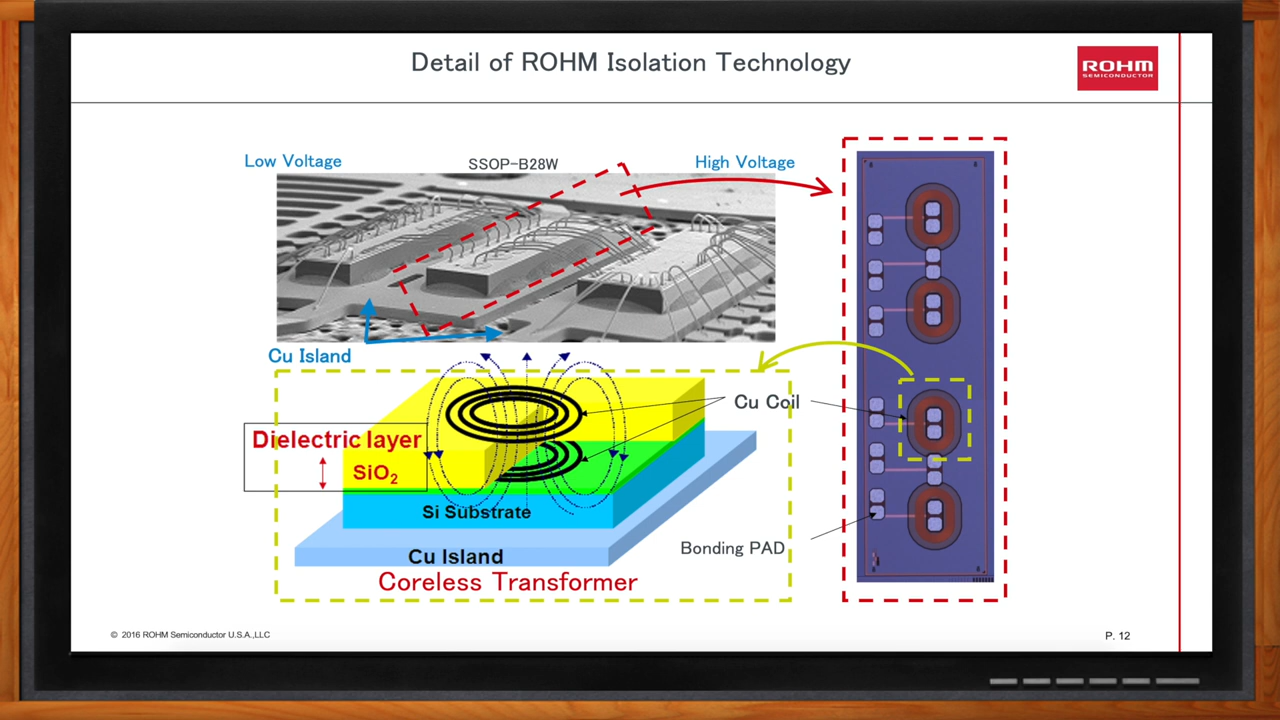 Detail of ROHM Isolation Technology
ROHM
SEMICONDUCTOR
Low Voltage
SSOP-B28W
High Voltage
Cu Island
Cu Coil
Dielectric layer
SiO₂
Si Substrate
Bonding PAD
Cu Island
Coreless Transformer
© 2016 ROHM Semiconductor U.S.A.,LLC
P. 12